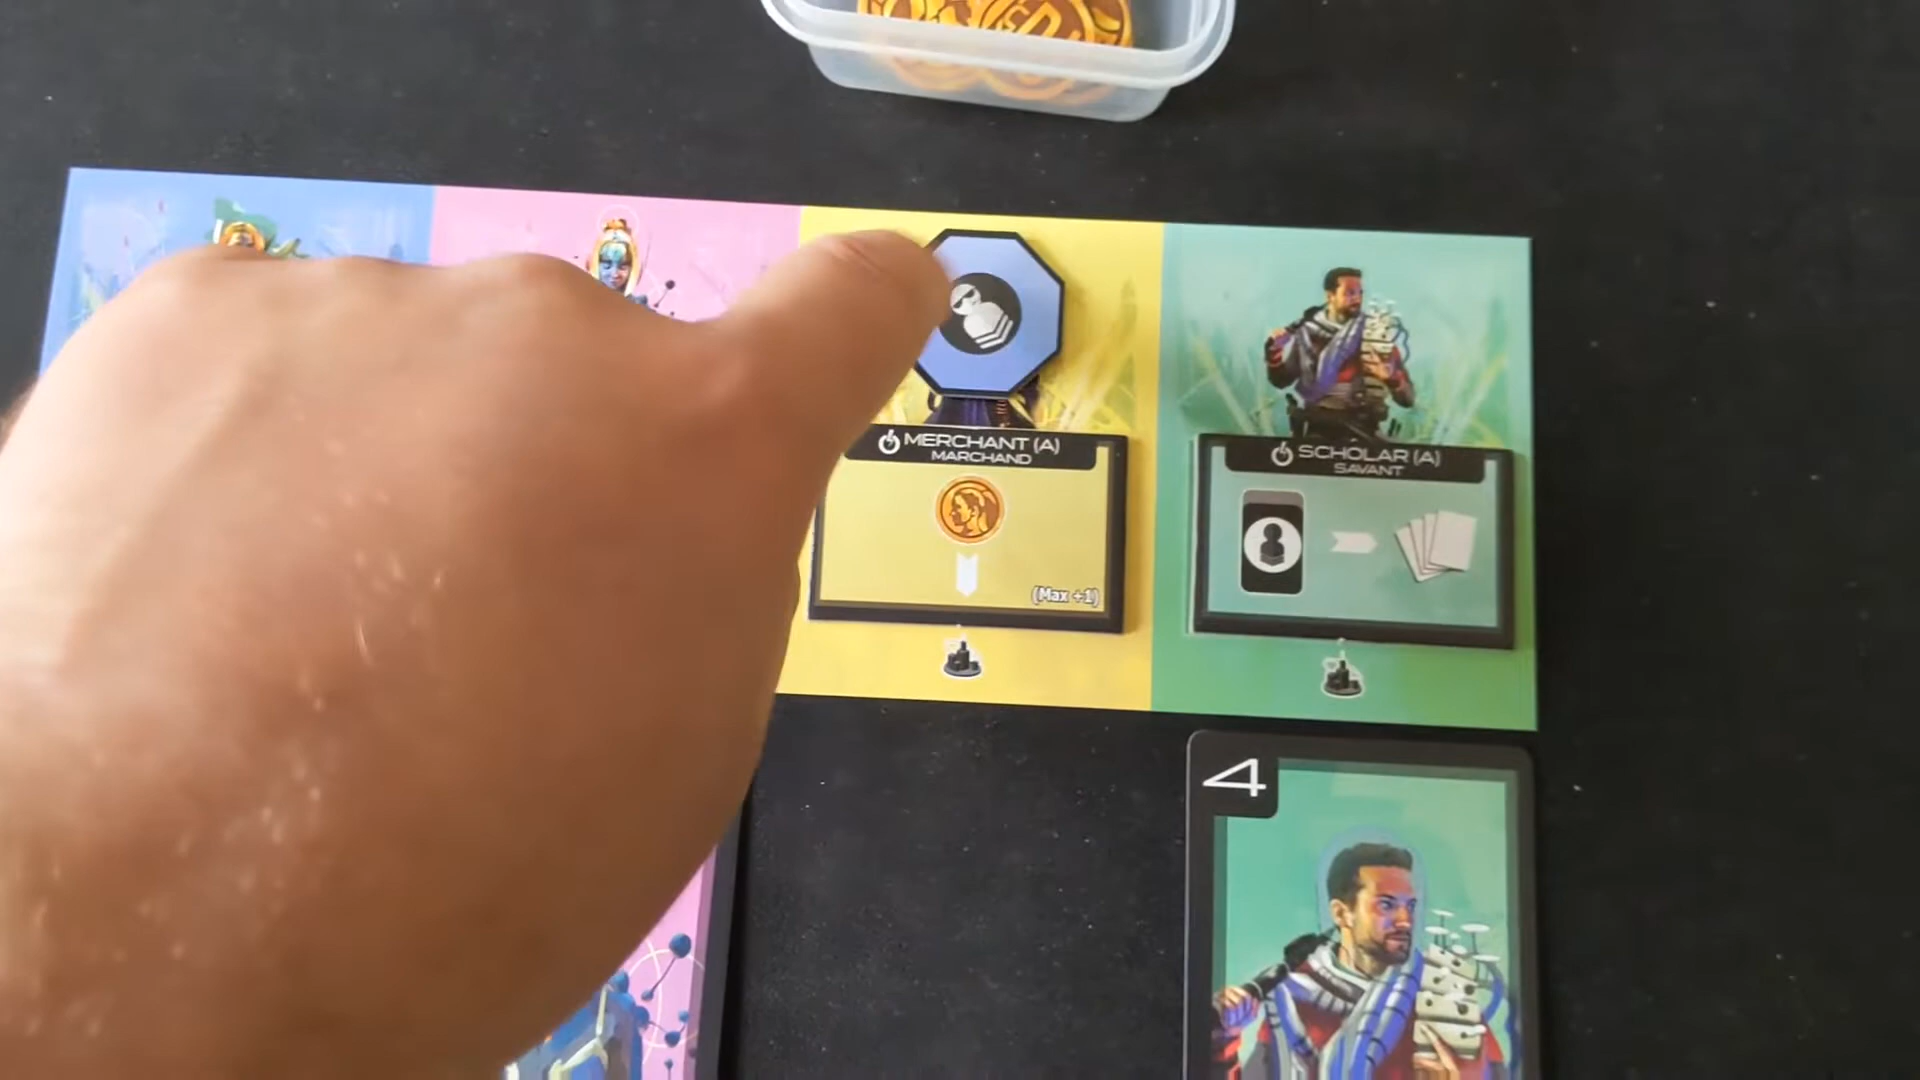 MERCHANT (A)
MARCHAND
(Max +1)
SCHOLAR (A)
SAVANT
4